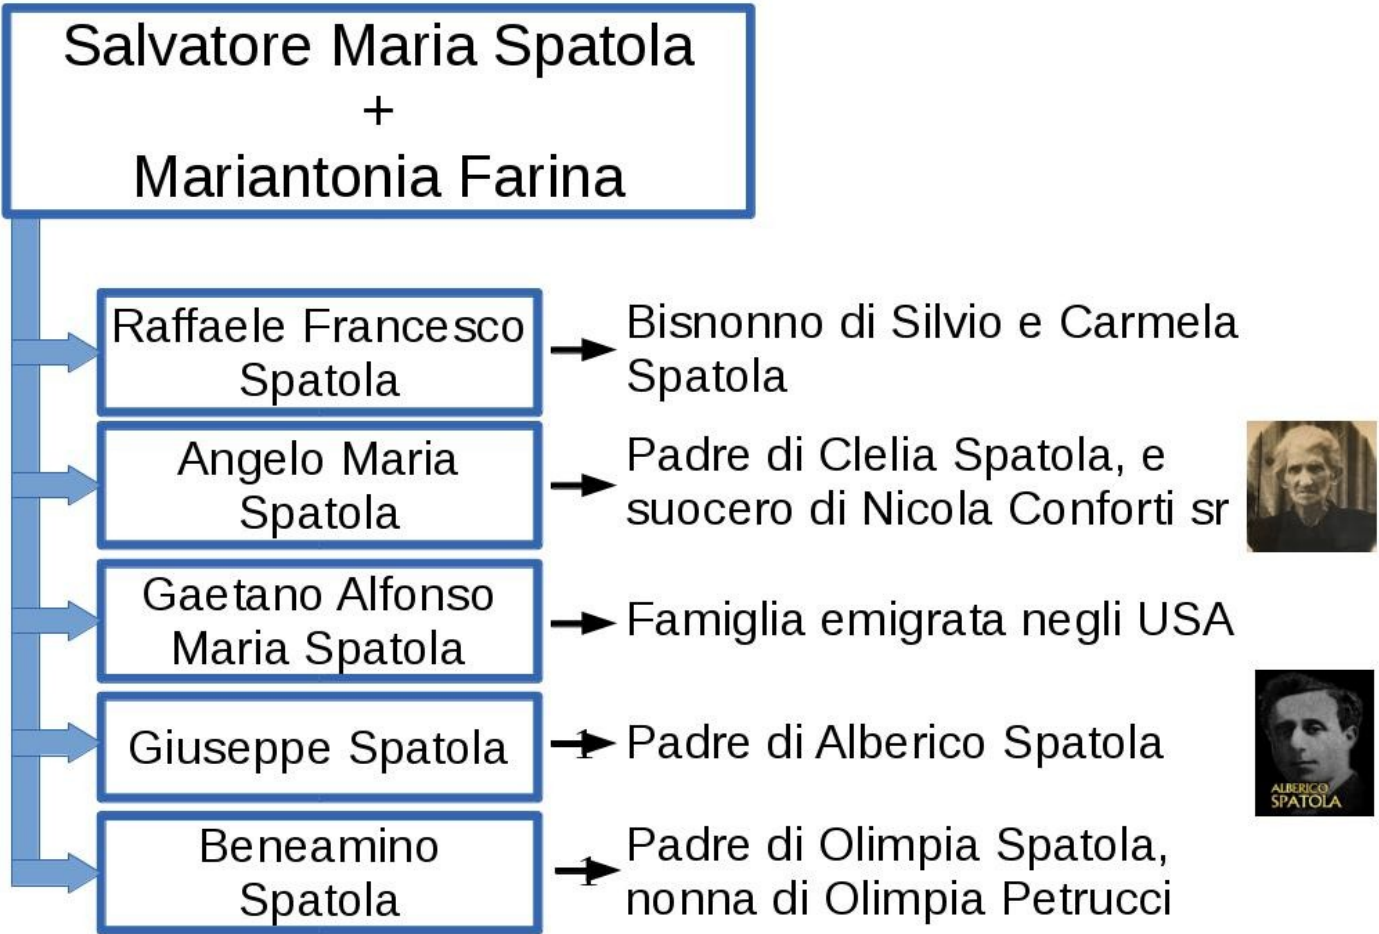 Salvatore Maria Spatola
+
Mariantonia Farina
Raffaele Francesco
Spatola
Bisnonno di Silvio e Carmela
Spatola
Angelo Maria
Spatola
Padre di Clelia Spatola, e
suocero di Nicola Conforti sr
Gaetano Alfonso
Maria Spatola
Famiglia emigrata negli USA
Giuseppe Spatola
1
Padre di Alberico Spatola
ALBERICO
SPATOLA
Beneamino
Spatola
1
Padre di Olimpia Spatola,
nonna di Olimpia Petrucci